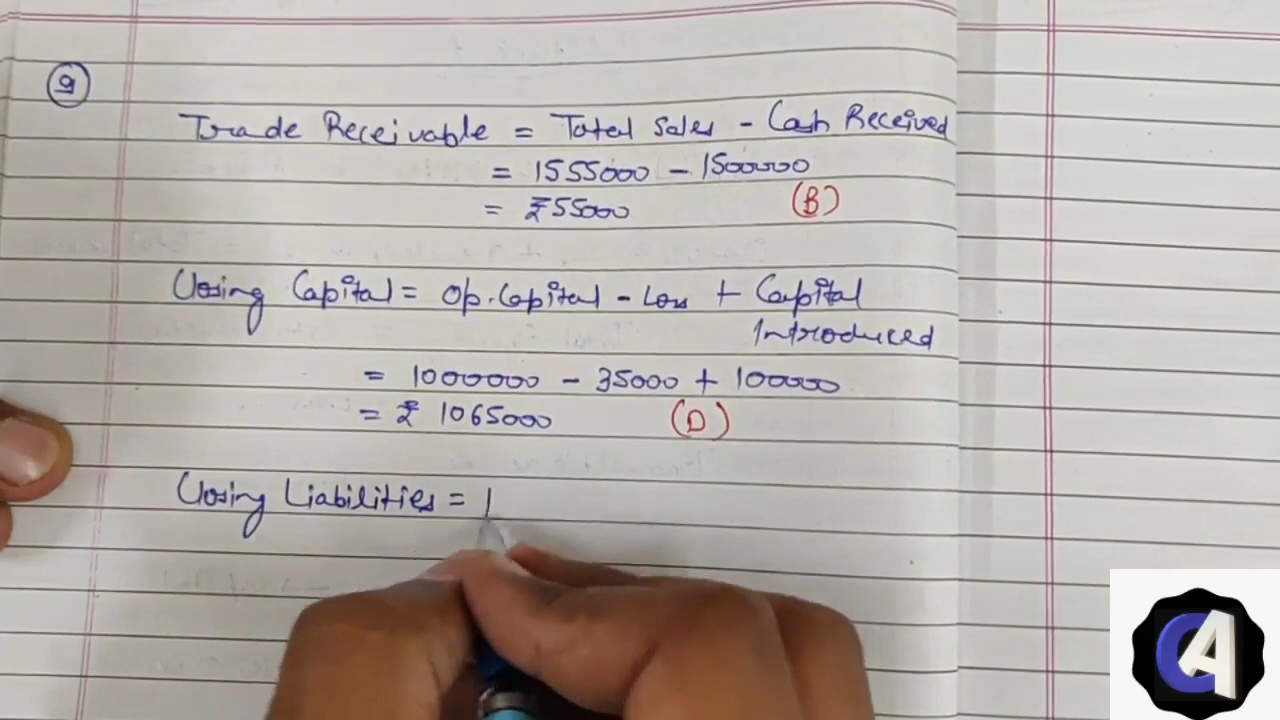 9
Trade Receivable = Total Sales - Cash Received
= 1555000 - 1500000
= ₹55000 (B)
Closing Capital = Op. Capital - Loss + Capital
Introduced
= 1000000 - 35000 + 100000
= ₹ 1065000 (D)
Closing Liabilities = 1
CA